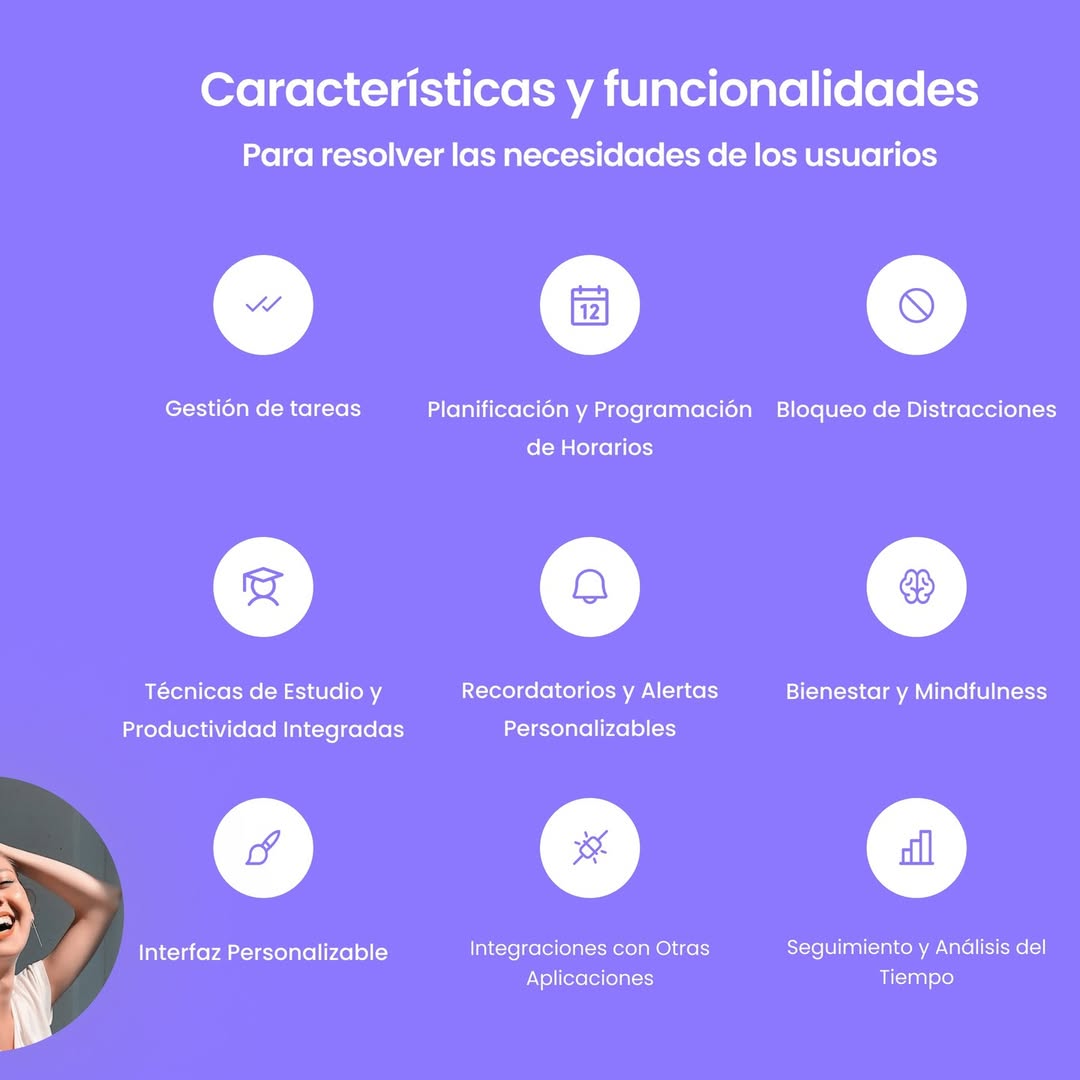 Características y funcionalidades
Para resolver las necesidades de los usuarios
12
Gestión de tareas
Planificación y Programación
de Horarios
Bloqueo de Distracciones
Técnicas de Estudio y
Productividad Integradas
Recordatorios y Alertas
Personalizables
Bienestar y Mindfulness
Interfaz Personalizable
Integraciones con Otras
Aplicaciones
Seguimiento y Análisis del
Tiempo